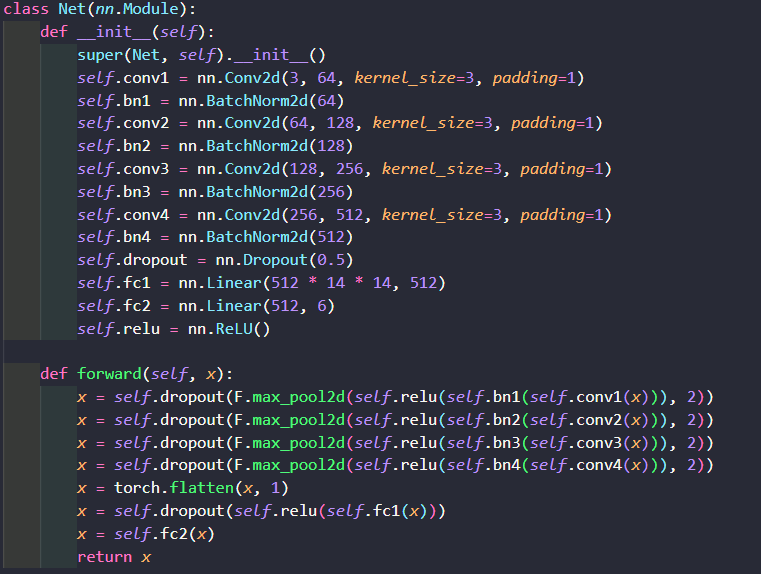 class Net(nn.Module):
    def __init__(self):
        super(Net, self).__init__()
        self.conv1 = nn.Conv2d(3, 64, kernel_size=3, padding=1)
        self.bn1 = nn.BatchNorm2d(64)
        self.conv2 = nn.Conv2d(64, 128, kernel_size=3, padding=1)
        self.bn2 = nn.BatchNorm2d(128)
        self.conv3 = nn.Conv2d(128, 256, kernel_size=3, padding=1)
        self.bn3 = nn.BatchNorm2d(256)
        self.conv4 = nn.Conv2d(256, 512, kernel_size=3, padding=1)
        self.bn4 = nn.BatchNorm2d(512)
        self.dropout = nn.Dropout(0.5)
        self.fc1 = nn.Linear(512 * 14 * 14, 512)
        self.fc2 = nn.Linear(512, 6)
        self.relu = nn.ReLU()

    def forward(self, x):
        x = self.dropout(F.max_pool2d(self.relu(self.bn1(self.conv1(x))), 2))
        x = self.dropout(F.max_pool2d(self.relu(self.bn2(self.conv2(x))), 2))
        x = self.dropout(F.max_pool2d(self.relu(self.bn3(self.conv3(x))), 2))
        x = self.dropout(F.max_pool2d(self.relu(self.bn4(self.conv4(x))), 2))
        x = torch.flatten(x, 1)
        x = self.dropout(self.relu(self.fc1(x)))
        x = self.fc2(x)
        return x